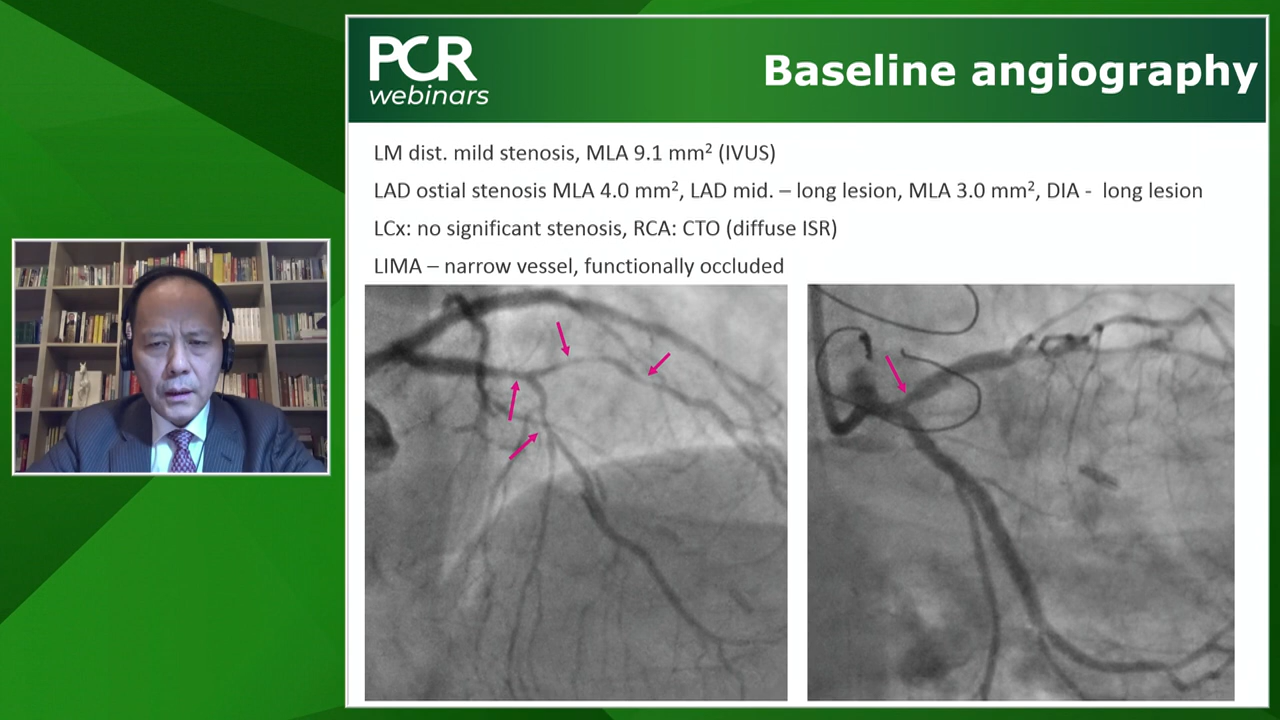 PCR
webinars
Baseline angiography
LM dist. mild stenosis, MLA 9.1 mm² (IVUS)
LAD ostial stenosis MLA 4.0 mm², LAD mid. – long lesion, MLA 3.0 mm², DIA - long lesion
LCx: no significant stenosis, RCA: CTO (diffuse ISR)
LIMA – narrow vessel, functionally occluded